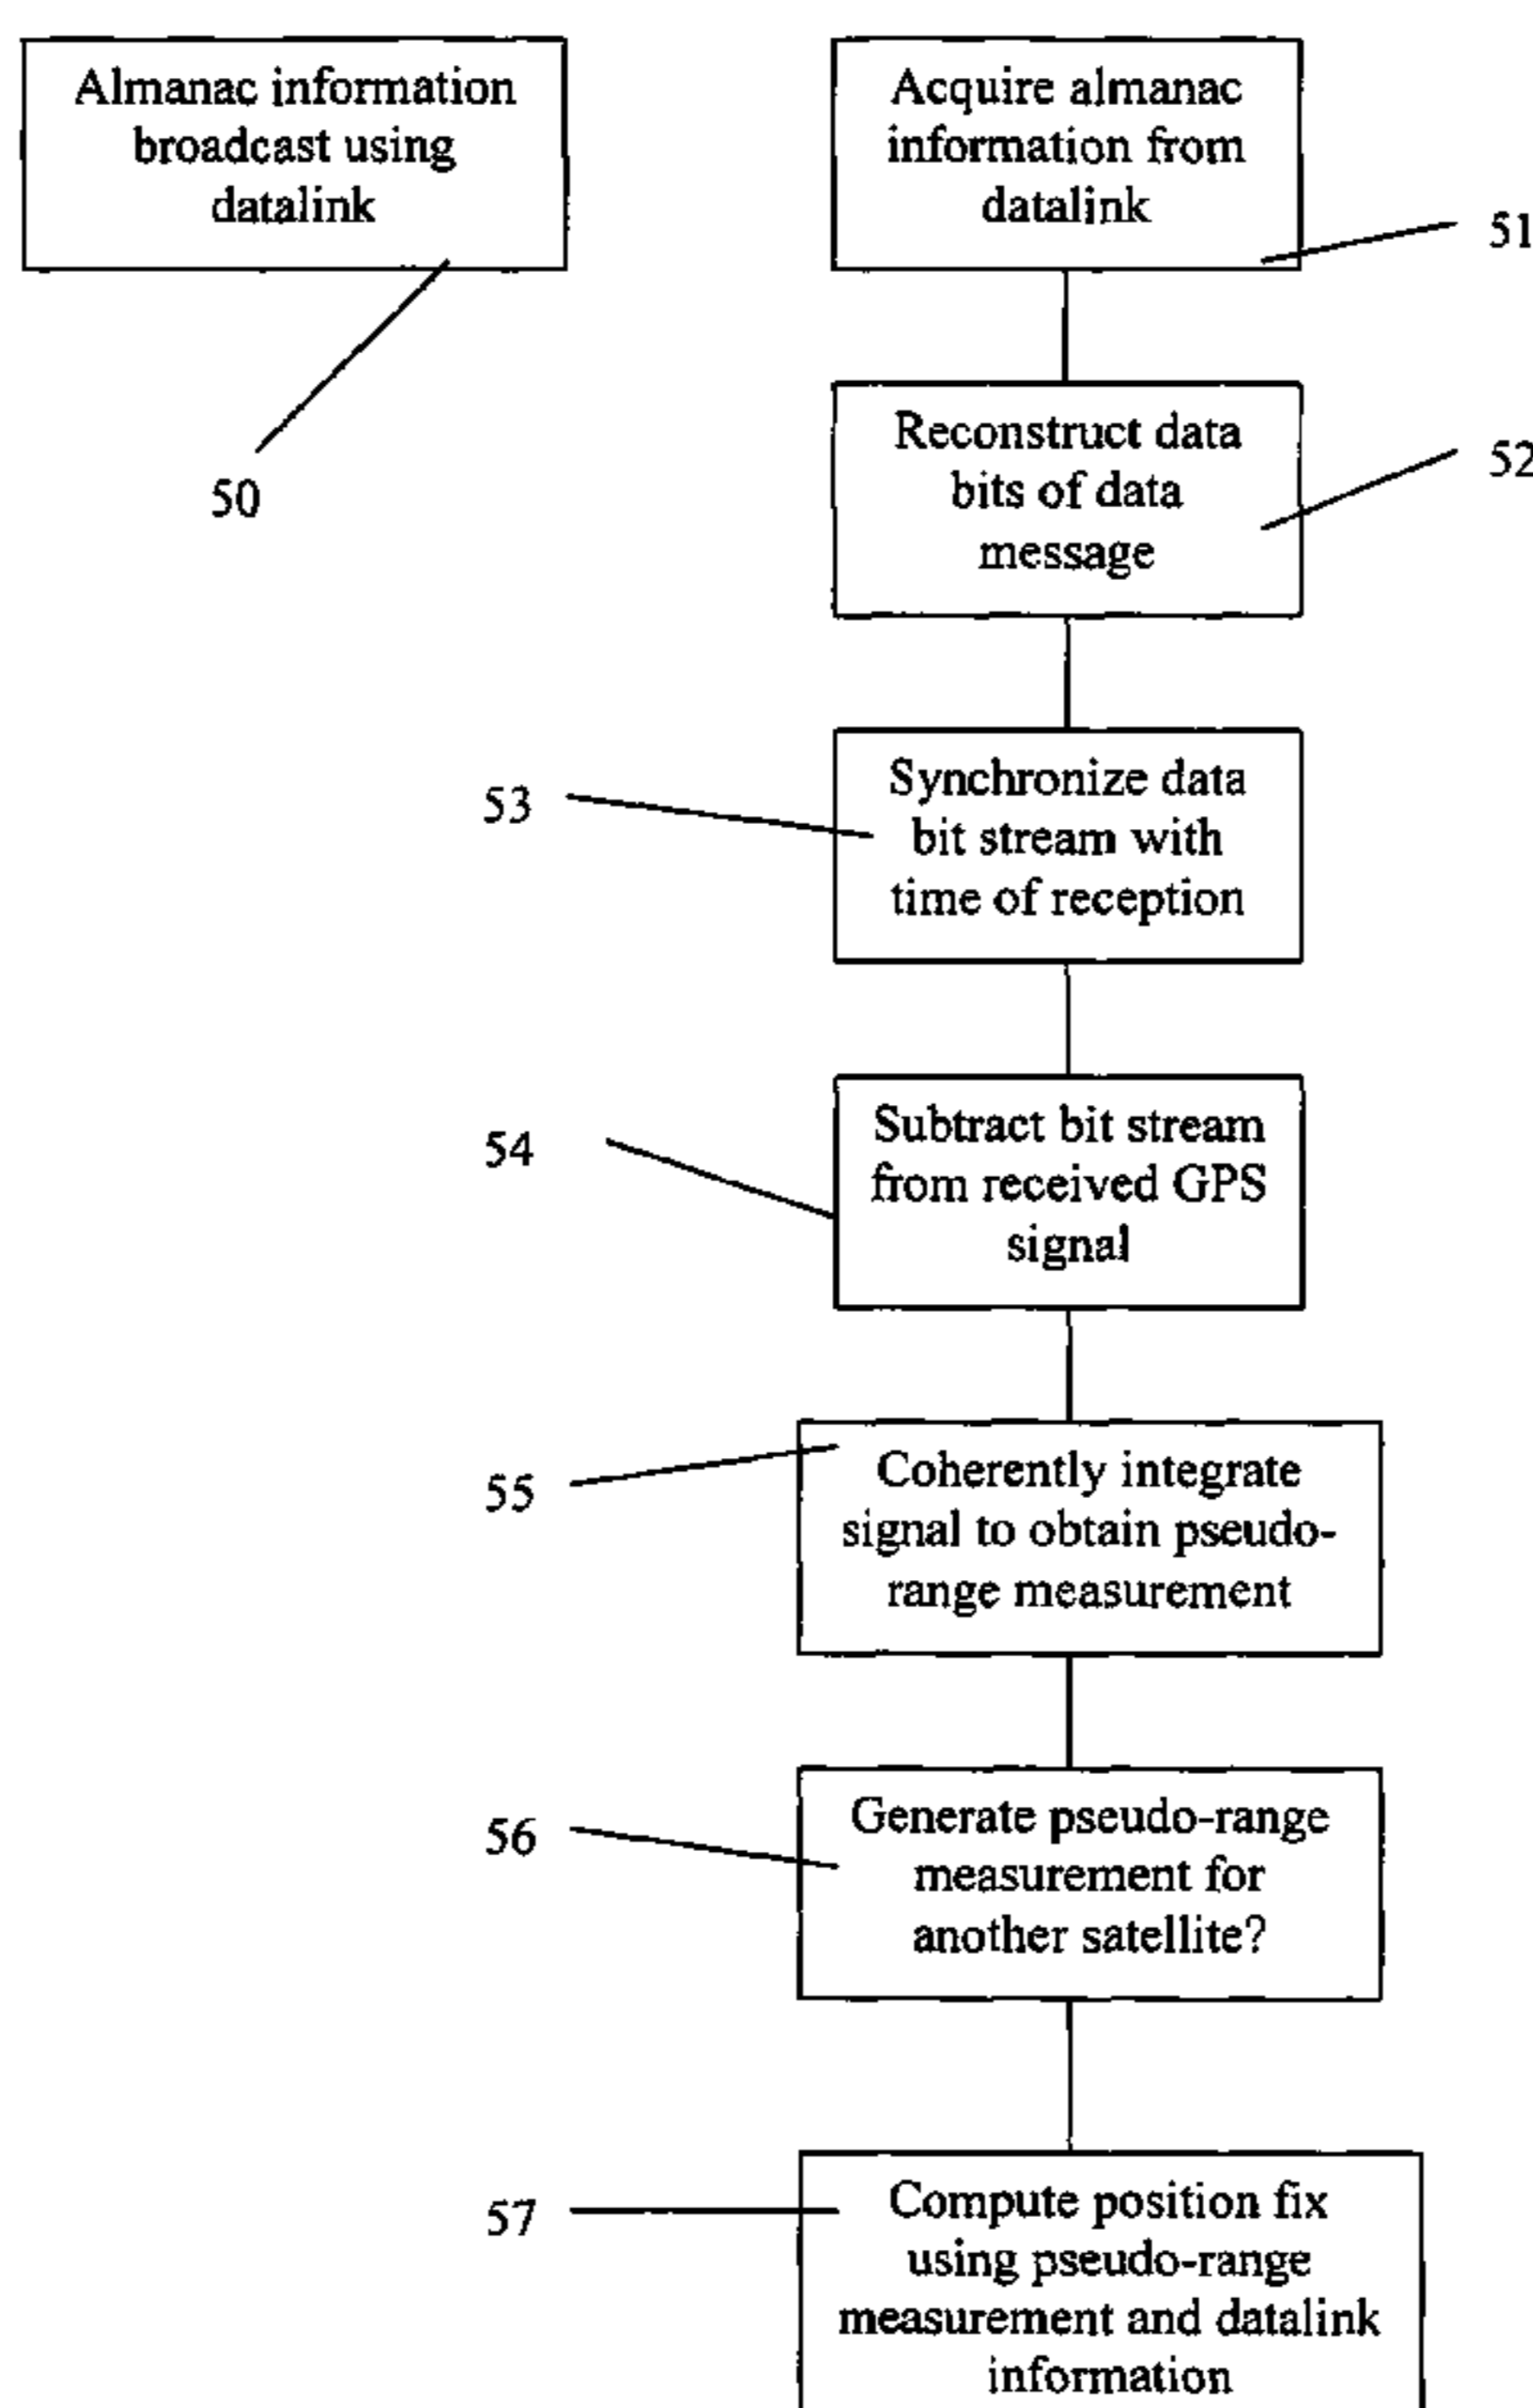 Almanac information
broadcast using
datalink
50
Acquire almanac
information from
datalink
51
Reconstruct data
bits of data
message
52
Synchronize data
bit stream with
time of reception
53
Subtract bit stream
from received GPS
signal
54
Coherently integrate
signal to obtain pseudo-
range measurement
55
Generate pseudo-range
measurement for
another satellite?
56
Compute position fix
using pseudo-range
measurement and datalink
information
57